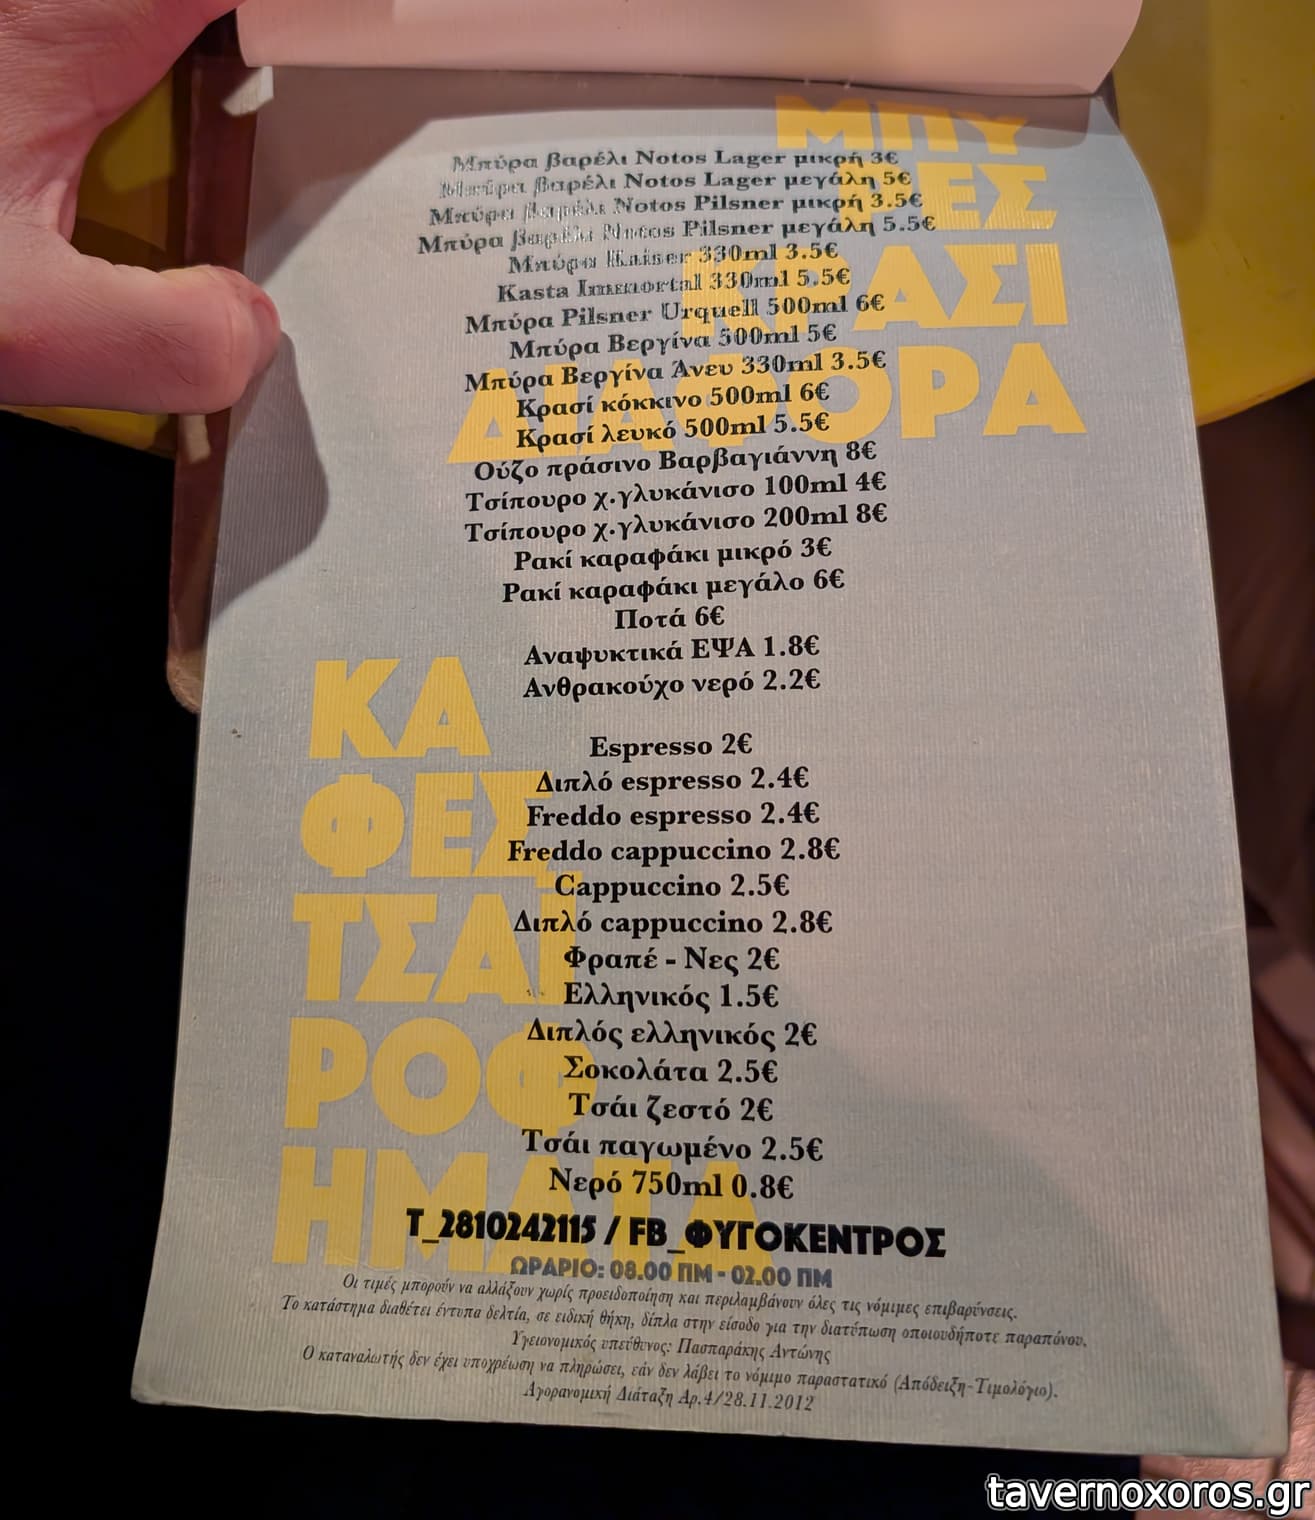 ΜΠΥ
ΡΕΣ
ΚΡΑΣΙ
ΔΙΑΦΟΡΑ
Μπύρα βαρέλι Notos Lager μικρή 3€
Μπύρα βαρέλι Notos Lager μεγάλη 5€
Μπύρα βαρέλι Notos Pilsner μικρή 3.5€
Μπύρα βαρέλι Notos Pilsner μεγάλη 5.5€
Μπύρα Kaiser 330ml 3.5€
Kasta Immortal 330ml 5.5€
Μπύρα Pilsner Urquell 500ml 6€
Μπύρα Βεργίνα 500ml 5€
Μπύρα Βεργίνα Άνευ 330ml 3.5€
Κρασί κόκκινο 500ml 6€
Κρασί λευκό 500ml 5.5€
Ούζο πράσινο Βαρβαγιάννη 8€
Τσίπουρο χ.γλυκάνισο 100ml 4€
Τσίπουρο χ.γλυκάνισο 200ml 8€
Ρακί καραφάκι μικρό 3€
Ρακί καραφάκι μεγάλο 6€
Ποτά 6€
Αναψυκτικά ΕΨΑ 1.8€
Ανθρακούχο νερό 2.2€
ΚΑ
ΦΕΣ
ΤΣΑΙ
ΡΟΦ
ΗΜΑΤΑ
Espresso 2€
Διπλό espresso 2.4€
Freddo espresso 2.4€
Freddo cappuccino 2.8€
Cappuccino 2.5€
Διπλό cappuccino 2.8€
Φραπέ - Νες 2€
Ελληνικός 1.5€
Διπλός ελληνικός 2€
Σοκολάτα 2.5€
Τσάι ζεστό 2€
Τσάι παγωμένο 2.5€
Νερό 750ml 0.8€
Τ_2810242115 / FB_ΦΥΓΟΚΕΝΤΡΟΣ
ΩΡΑΡΙΟ: 08.00 ΠΜ - 02.00 ΠΜ
Οι τιμές μπορούν να αλλάξουν χωρίς προειδοποίηση και περιλαμβάνουν όλες τις νόμιμες επιβαρύνσεις.
Το κατάστημα διαθέτει έντυπα δελτία, σε ειδική θήκη, δίπλα στην είσοδο για την διατύπωση οποιουδήποτε παραπόνου.
Υγειονομικός υπεύθυνος: Πασπαράκης Αντώνης
Ο καταναλωτής δεν έχει υποχρέωση να πληρώσει, εάν δεν λάβει το νόμιμο παραστατικό (Απόδειξη-Τιμολόγιο).
Αγορανομική Διάταξη Αρ.4/28.11.2012
tavernoxoros.gr